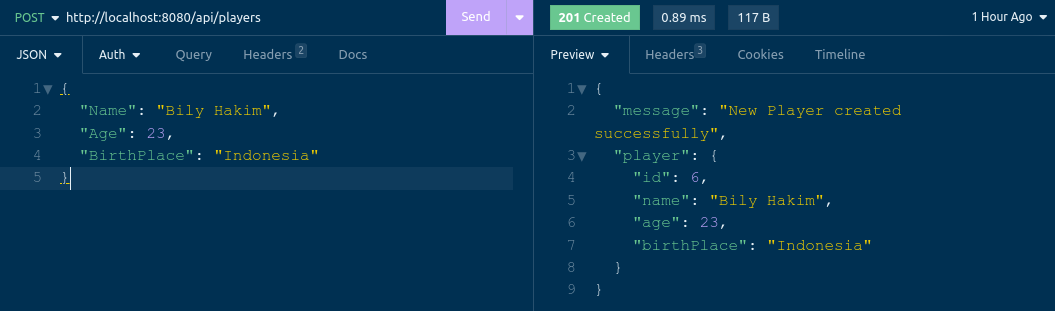 POST http://localhost:8080/api/players Send 201 Created 0.89 ms 117 B 1 Hour Ago
JSON Auth Query Headers 2 Docs Preview Headers 3 Cookies Timeline
1 {
2 "Name": "Bily Hakim",
3 "Age": 23,
4 "BirthPlace": "Indonesia"
5 }
1 {
2 "message": "New Player created
successfully",
3 "player": {
4 "id": 6,
5 "name": "Bily Hakim",
6 "age": 23,
7 "birthPlace": "Indonesia"
8 }
9 }